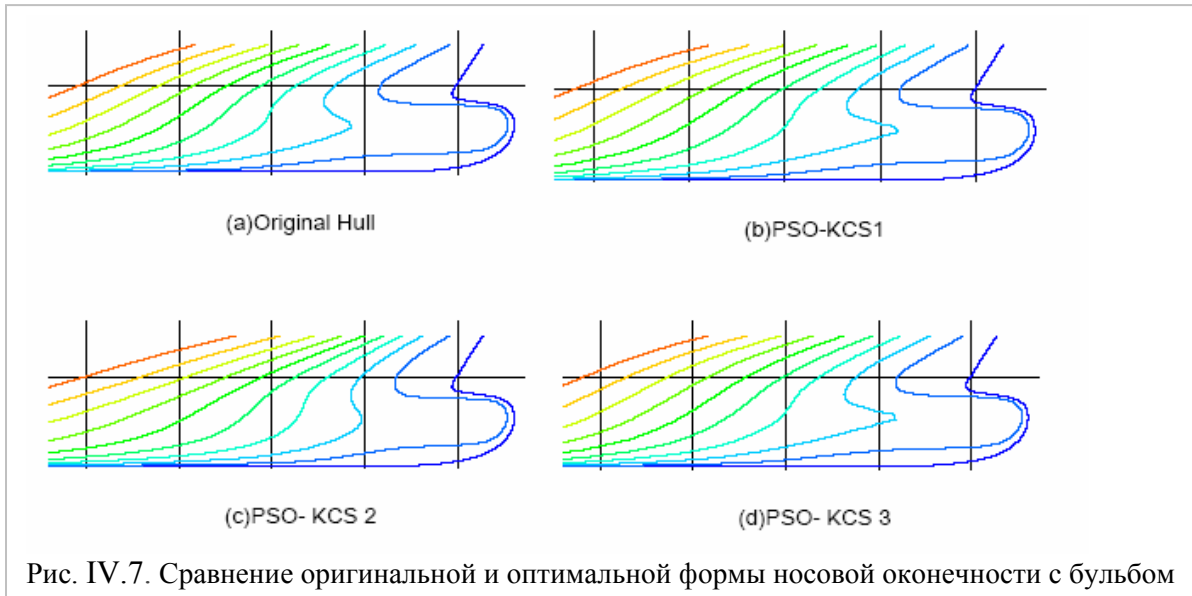 (a)Original Hull
(b)PSO-KCS1
(c)PSO- KCS 2
(d)PSO- KCS 3
Рис. IV.7. Сравнение оригинальной и оптимальной формы носовой оконечности с бульбом